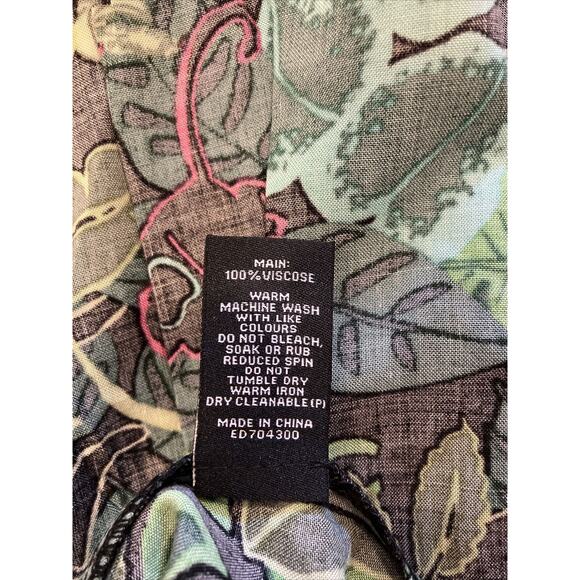 MAIN:
100% VISCOSE
WARM
MACHINE WASH
WITH LIKE
COLOURS
DO NOT BLEACH,
SOAK OR RUB
REDUCED SPIN
DO NOT
TUMBLE DRY
WARM IRON
DRY CLEANABLE(P)
MADE IN CHINA
ED704300